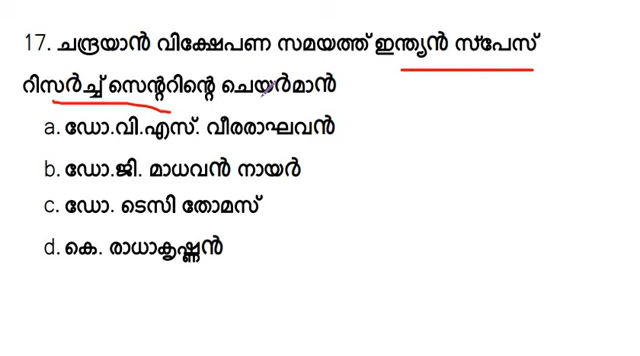 17. ചന്ദ്രയാൻ വിക്ഷേപണ സമയത്ത് ഇന്ത്യൻ സ്പേസ്
റിസർച്ച് സെന്ററിന്റെ ചെയർമാൻ
a. ഡോ.വി.എസ്. വീരരാഘവൻ
b. ഡോ.ജി. മാധവൻ നായർ
c. ഡോ. ടെസി തോമസ്
d. കെ. രാധാകൃഷ്ണൻ